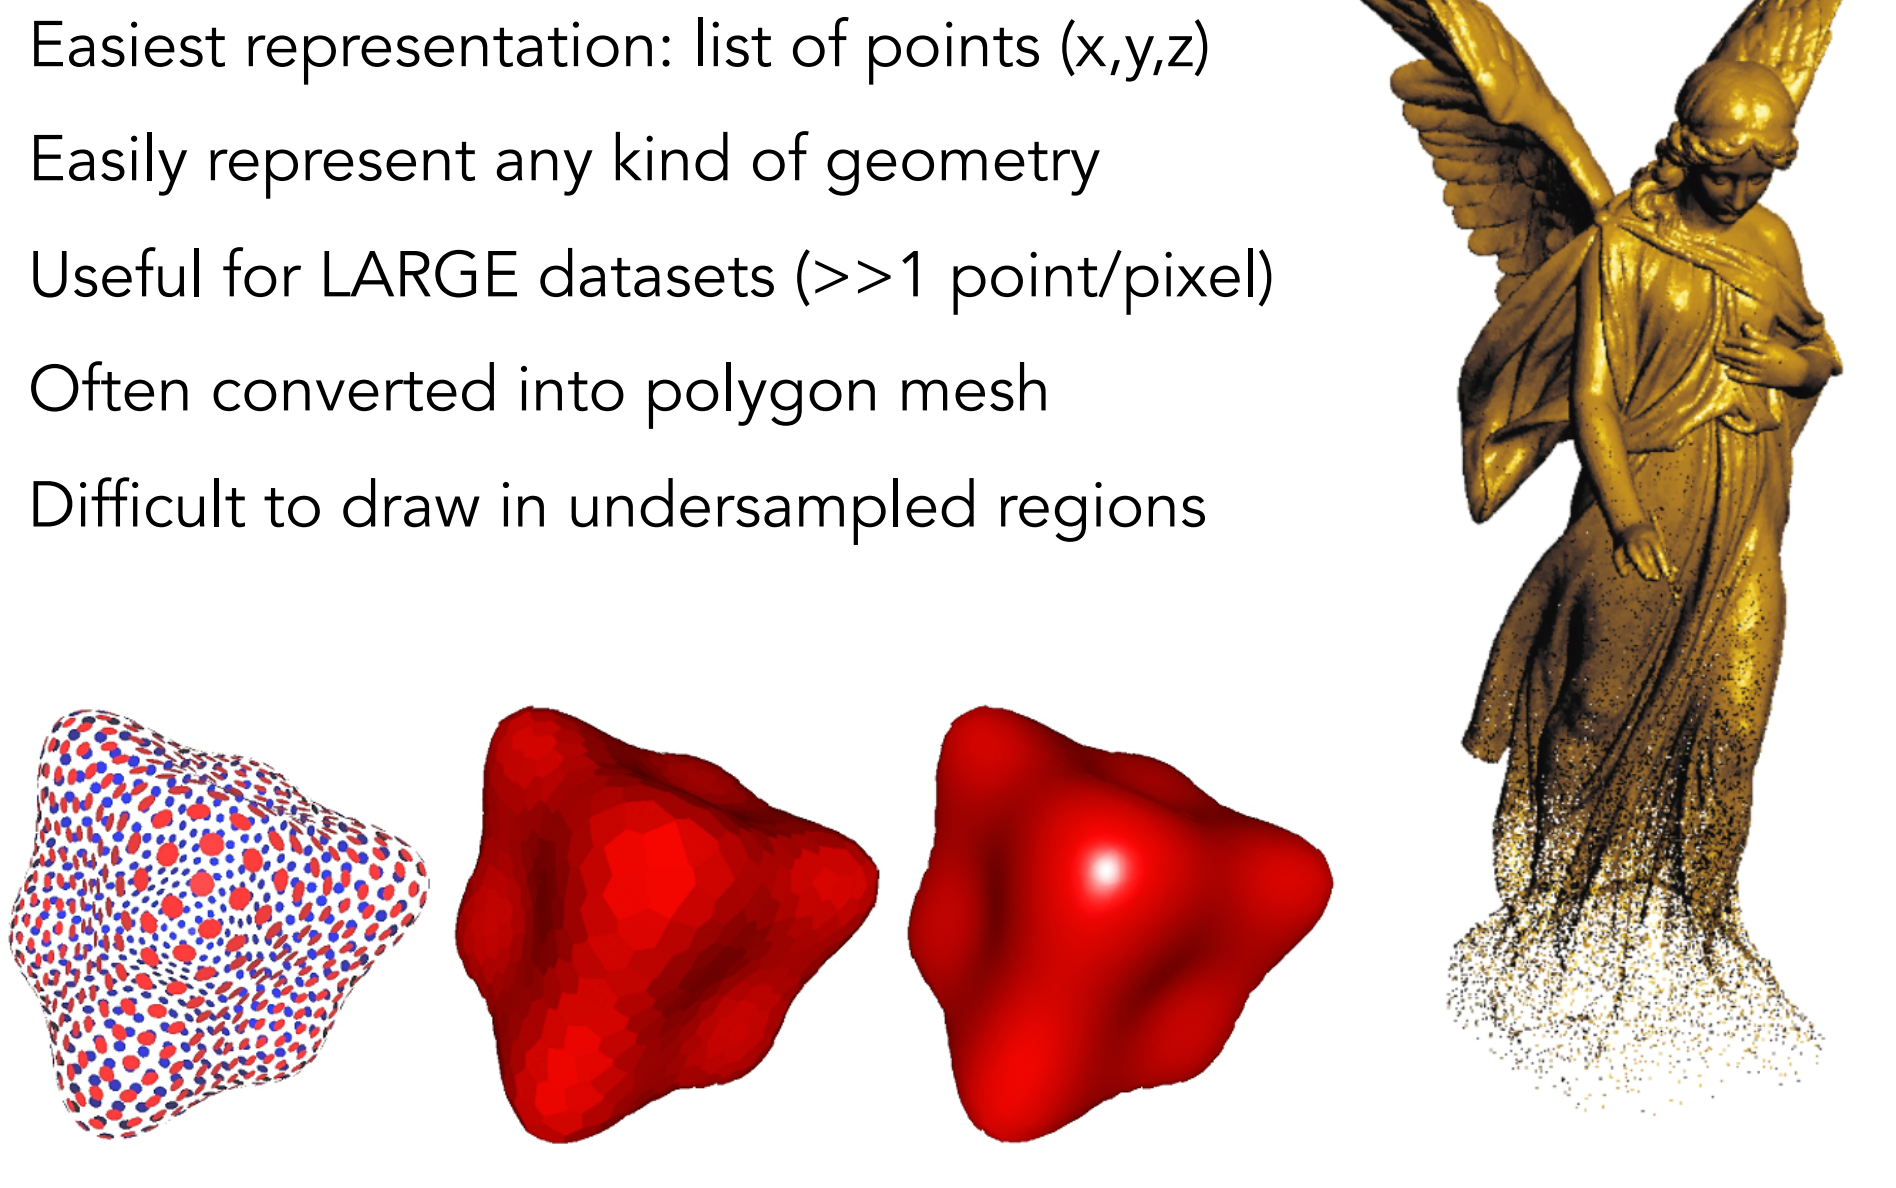 Easiest representation: list of points (x,y,z)
Easily represent any kind of geometry
Useful for LARGE datasets (>>1 point/pixel)
Often converted into polygon mesh
Difficult to draw in undersampled regions